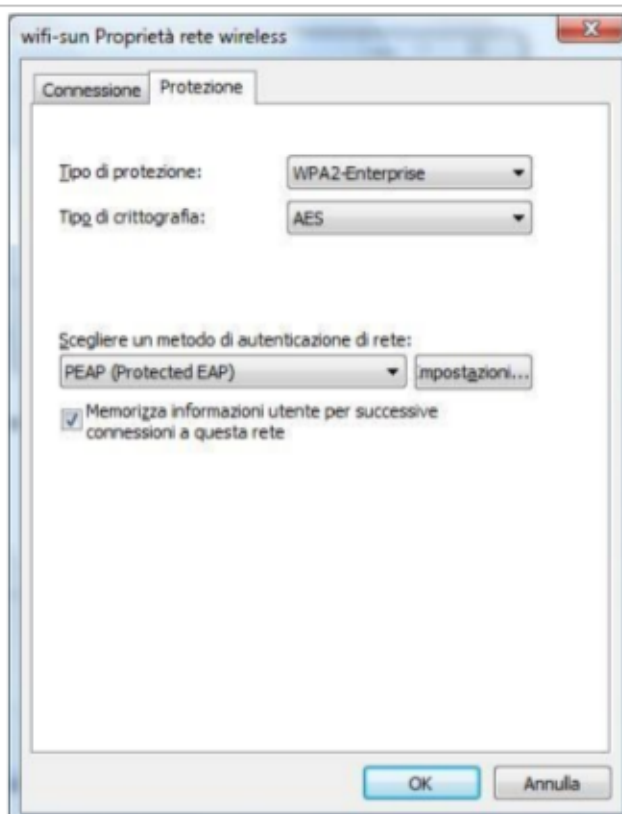 wifi-sun Proprietà rete wireless
Connessione Protezione
Tipo di protezione: WPA2-Enterprise
Tipo di crittografia: AES
Scegliere un metodo di autenticazione di rete:
PEAP (Protected EAP) mpostazioni...
Memorizza informazioni utente per successive
connessioni a questa rete
OK Annulla